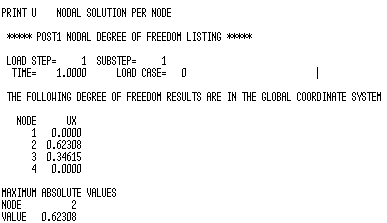 PRINT U    NODAL SOLUTION PER NODE
***** POST1 NODAL DEGREE OF FREEDOM LISTING *****
LOAD STEP=     1  SUBSTEP=     1
TIME=    1.0000      LOAD CASE=   0
THE FOLLOWING DEGREE OF FREEDOM RESULTS ARE IN THE GLOBAL COORDINATE SYSTEM
NODE       UX
1   0.0000
2   0.62308
3   0.34615
4   0.0000
MAXIMUM ABSOLUTE VALUES
NODE          2
VALUE   0.62308